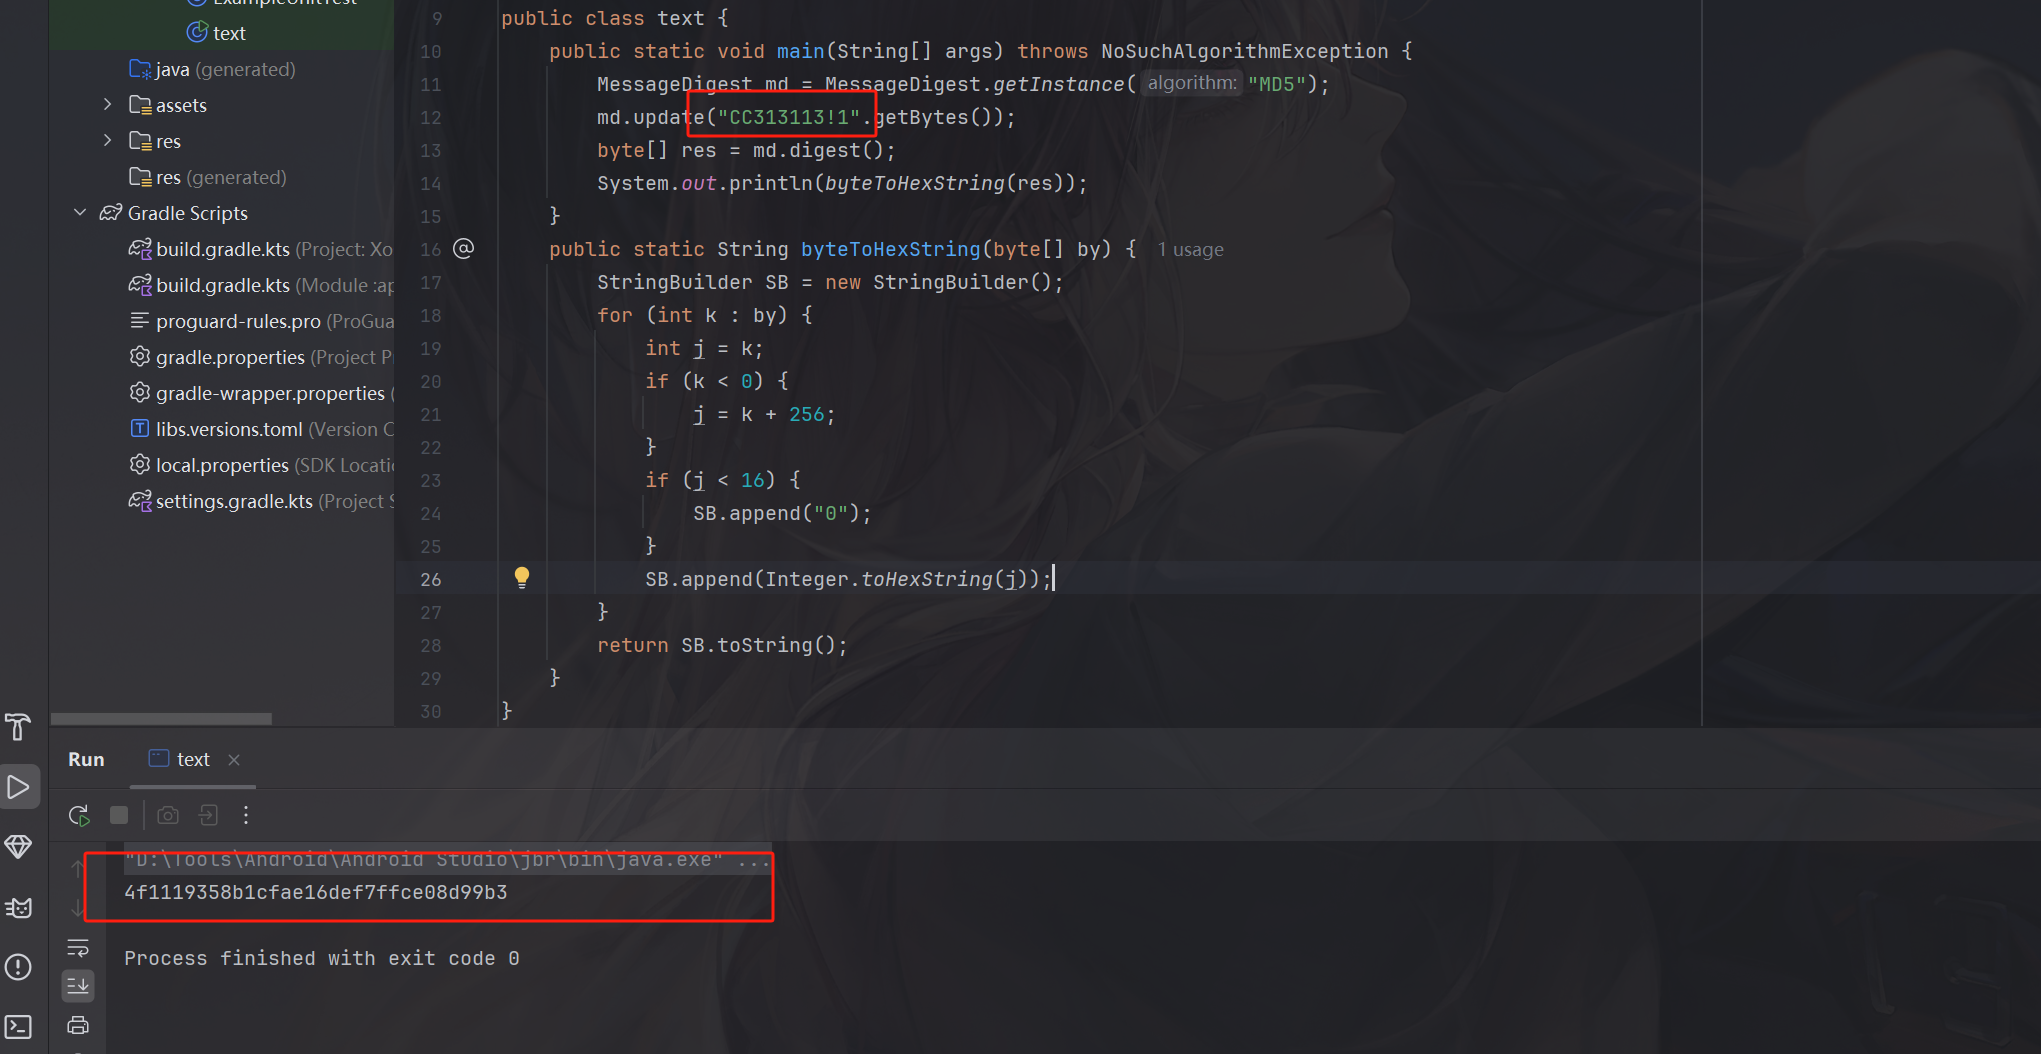 ExampleUnitTest
text
java (generated)
assets
res
res (generated)
Gradle Scripts
build.gradle.kts (Project: Xo
build.gradle.kts (Module :ap
proguard-rules.pro (ProGua
gradle.properties (Project P
gradle-wrapper.properties (
libs.versions.toml (Version C
local.properties (SDK Locati
settings.gradle.kts (Project S
9 public class text {
10 public static void main(String[] args) throws NoSuchAlgorithmException {
11 MessageDigest md = MessageDigest.getInstance( algorithm: "MD5");
12 md.update("CC313113!1".getBytes());
13 byte[] res = md.digest();
14 System.out.println(byteToHexString(res));
15 }
16 @ public static String byteToHexString(byte[] by) { 1 usage
17 StringBuilder SB = new StringBuilder();
18 for (int k : by) {
19 int j = k;
20 if (k < 0) {
21 j = k + 256;
22 }
23 if (j < 16) {
24 SB.append("0");
25 }
26 SB.append(Integer.toHexString(j));
27 }
28 return SB.toString();
29 }
30 }
Run text
"D:\Tools\Android\Android Studio\jbr\bin\java.exe" ...
4f1119358b1cfae16def7ffce08d99b3
Process finished with exit code 0